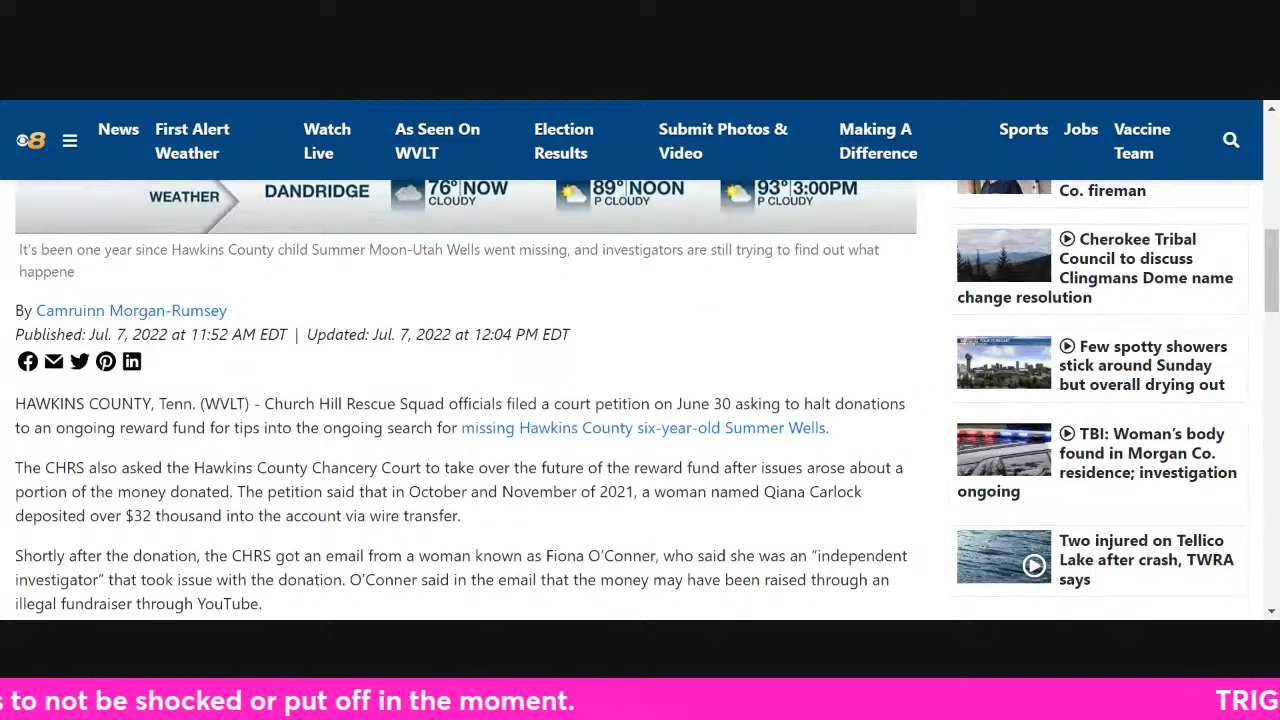 8
News
First Alert
Weather
Watch
Live
As Seen On
WVLT
Election
Results
Submit Photos &
Video
Making A
Difference
Sports
Jobs
Vaccine
Team
WEATHER
DANDRIDGE
76° NOW
CLOUDY
89° NOON
P CLOUDY
93° 3:00PM
P CLOUDY
It's been one year since Hawkins County child Summer Moon-Utah Wells went missing, and investigators are still trying to find out what
happene
By Camruinn Morgan-Rumsey
Published: Jul. 7, 2022 at 11:52 AM EDT | Updated: Jul. 7, 2022 at 12:04 PM EDT
HAWKINS COUNTY, Tenn. (WVLT) - Church Hill Rescue Squad officials filed a court petition on June 30 asking to halt donations
to an ongoing reward fund for tips into the ongoing search for missing Hawkins County six-year-old Summer Wells.
The CHRS also asked the Hawkins County Chancery Court to take over the future of the reward fund after issues arose about a
portion of the money donated. The petition said that in October and November of 2021, a woman named Qiana Carlock
deposited over $32 thousand into the account via wire transfer.
Shortly after the donation, the CHRS got an email from a woman known as Fiona O'Conner, who said she was an "independent
investigator" that took issue with the donation. O'Conner said in the email that the money may have been raised through an
illegal fundraiser through YouTube.
Co. fireman
Cherokee Tribal
Council to discuss
Clingmans Dome name
change resolution
Few spotty showers
stick around Sunday
but overall drying out
TBI: Woman's body
found in Morgan Co.
residence; investigation
ongoing
Two injured on Tellico
Lake after crash, TWRA
says
s to not be shocked or put off in the moment.
TRIG